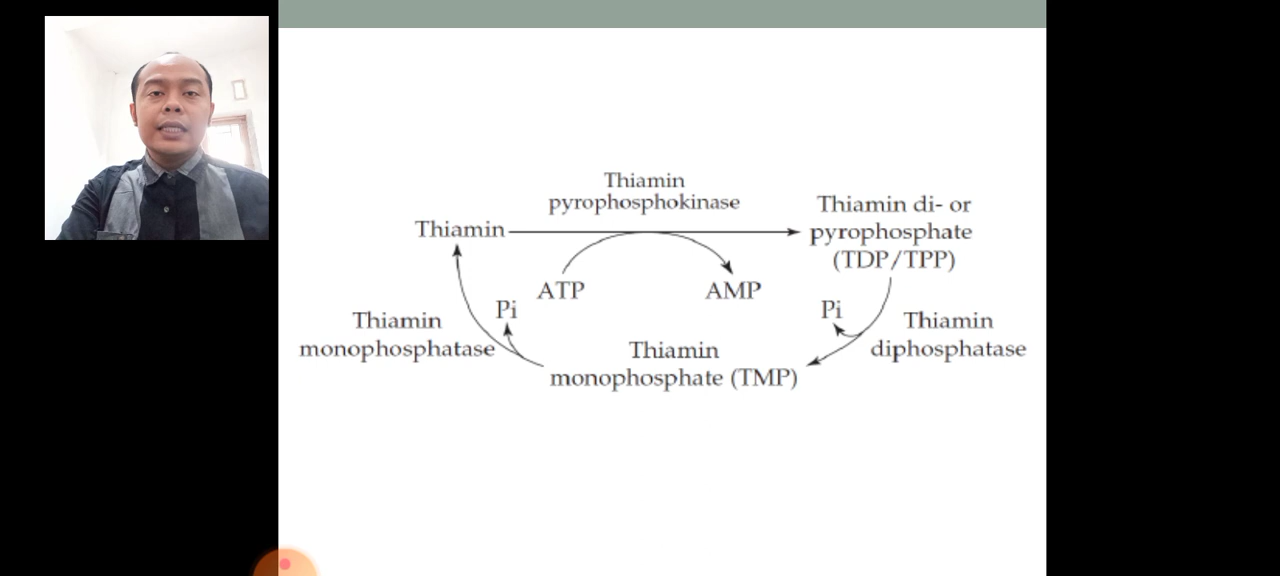 Thiamin
pyrophosphokinase
Thiamin
Thiamin di- or
pyrophosphate
(TDP/TPP)
ATP
AMP
Pi
Pi
Thiamin
monophosphatase
Thiamin
monophosphate (TMP)
Thiamin
diphosphatase